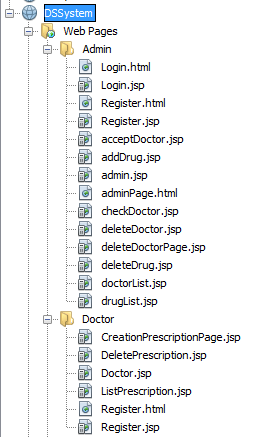 DSSystem
Web Pages
Admin
Login.html
Login.jsp
Register.html
Register.jsp
acceptDoctor.jsp
addDrug.jsp
admin.jsp
adminPage.html
checkDoctor.jsp
deleteDoctor.jsp
deleteDoctorPage.jsp
deleteDrug.jsp
doctorList.jsp
drugList.jsp
Doctor
CreationPrescriptionPage.jsp
DeletePrescription.jsp
Doctor.jsp
ListPrescription.jsp
Register.html
Register.jsp